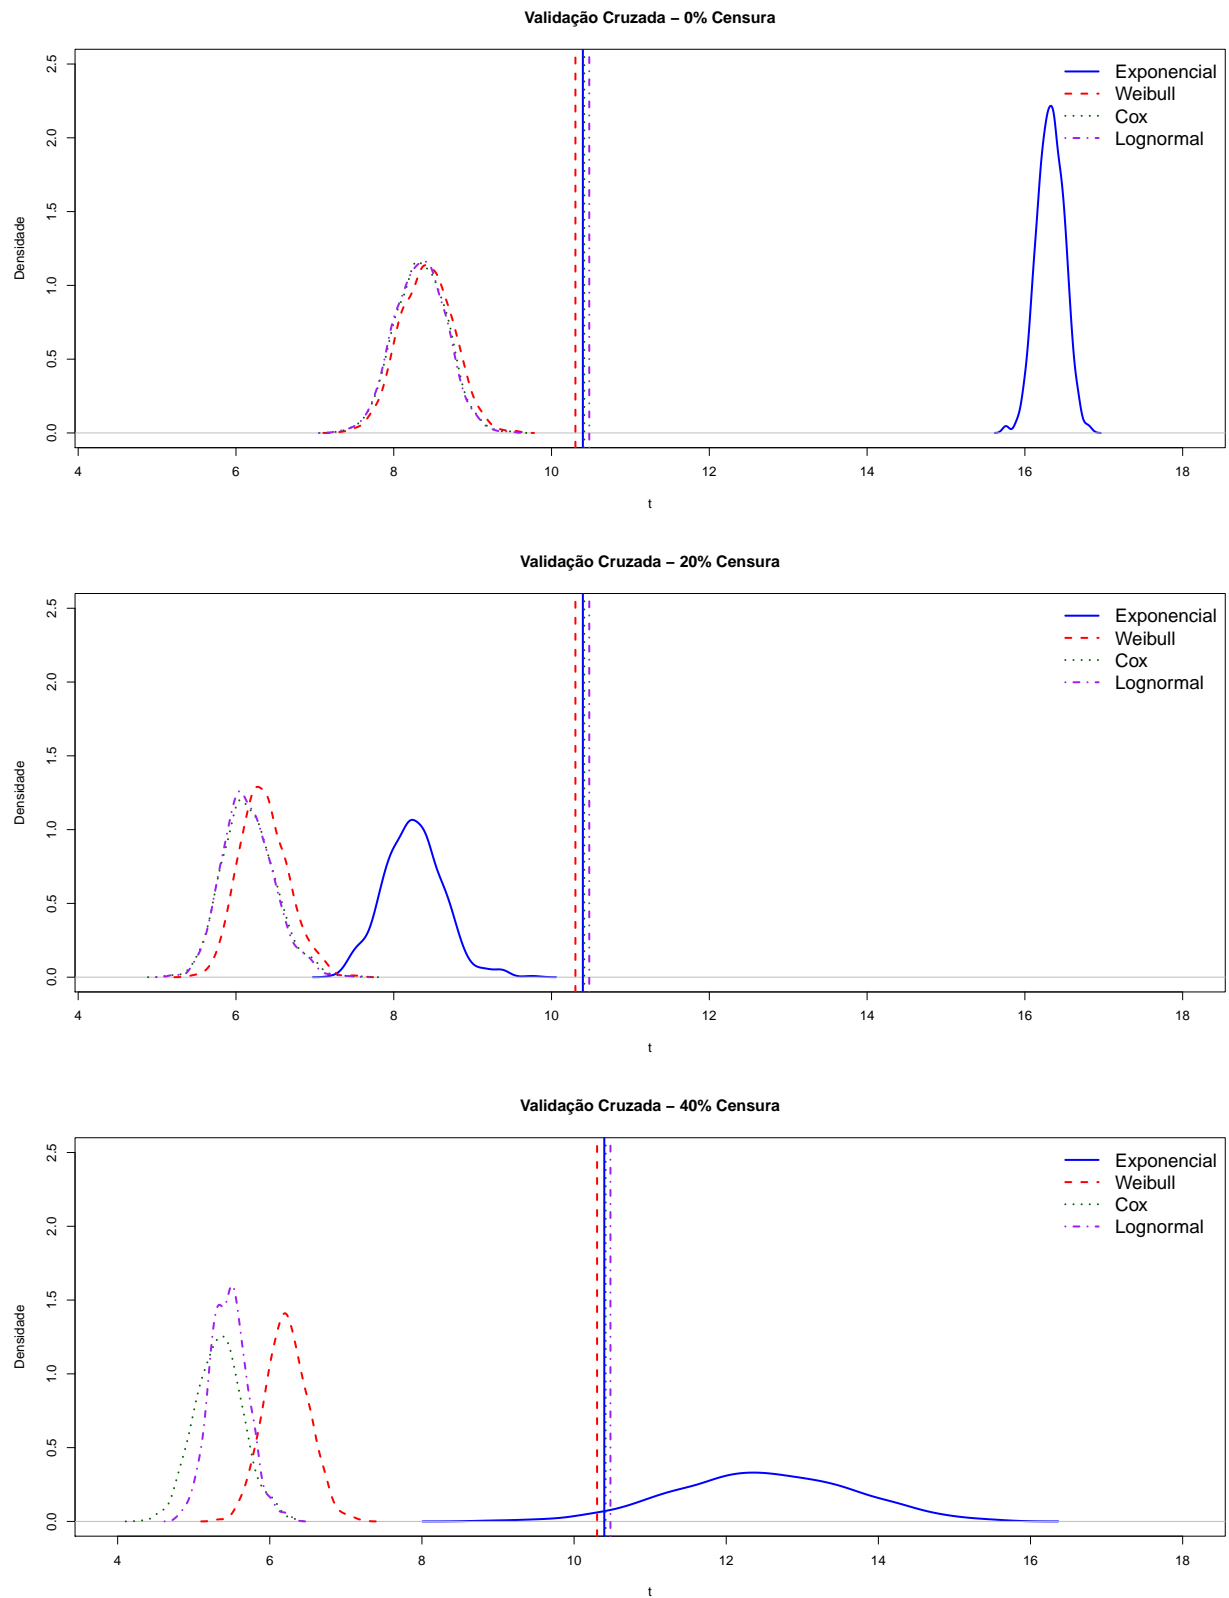 Validação Cruzada – 0% Censura
Densidade
0.0 0.5 1.0 1.5 2.0 2.5
Exponencial
Weibull
Cox
Lognormal
4 6 8 10 12 14 16 18
t
Validação Cruzada – 20% Censura
Densidade
0.0 0.5 1.0 1.5 2.0 2.5
Exponencial
Weibull
Cox
Lognormal
4 6 8 10 12 14 16 18
t
Validação Cruzada – 40% Censura
Densidade
0.0 0.5 1.0 1.5 2.0 2.5
Exponencial
Weibull
Cox
Lognormal
4 6 8 10 12 14 16 18
t